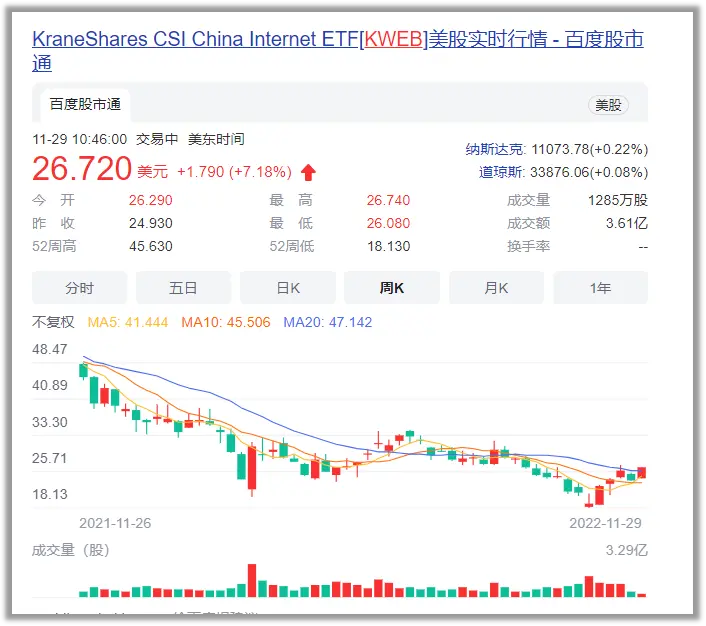 KraneShares CSI China Internet ETF[KWEB]美股实时行情 - 百度股市
通
百度股市通 美股
11-29 10:46:00 交易中 美东时间
纳斯达克: 11073.78(+0.22%)
26.720 美元 +1.790 (+7.18%)
道琼斯: 33876.06(+0.08%)
今 开 26.290 最 高 26.740 成交量 1285万股
昨 收 24.930 最 低 26.080 成交额 3.61亿
52周高 45.630 52周低 18.130 换手率 --
分时 五日 日K 周K 月K 1年
不复权 MA5: 41.444 MA10: 45.506 MA20: 47.142
48.47
40.89
33.30
25.71
18.13
2021-11-26 2022-11-29
成交量（股） 3.29亿